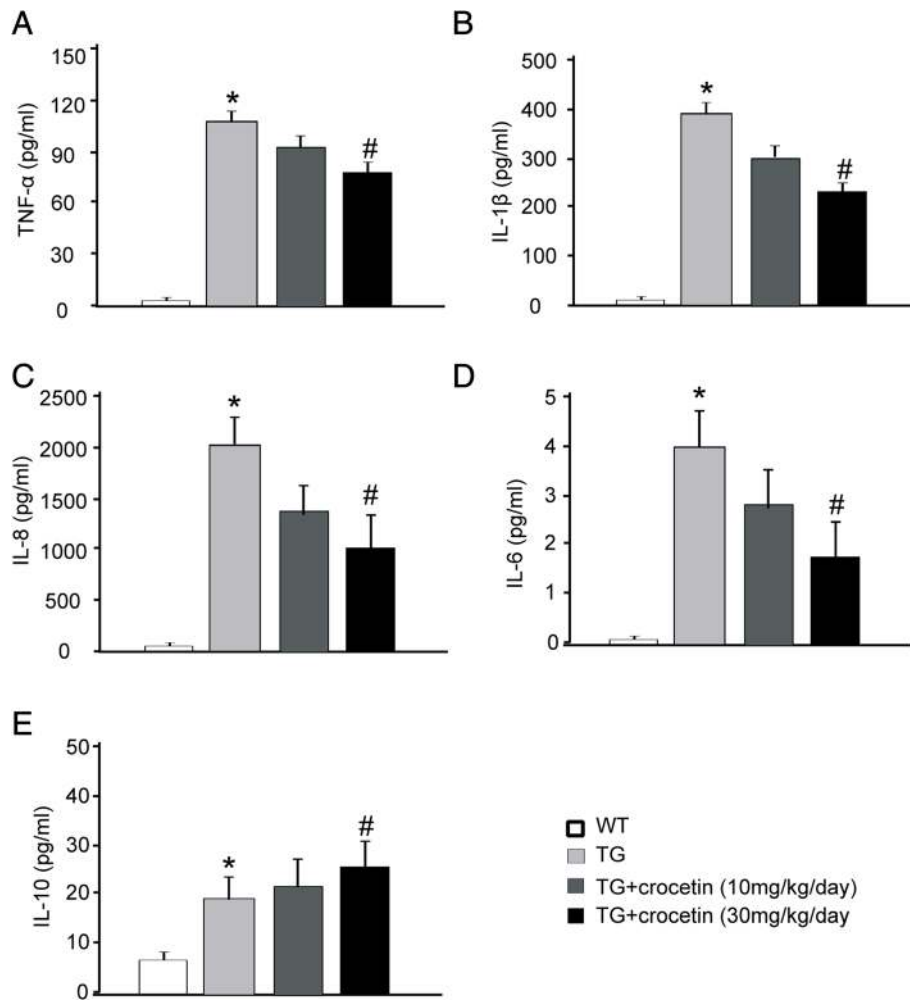 A
TNF-α (pg/ml)
150
120
90
60
30
0
*
#
B
IL-1β (pg/ml)
500
400
300
200
100
0
*
#
C
IL-8 (pg/ml)
2500
2000
1500
1000
500
0
*
#
D
IL-6 (pg/ml)
5
4
3
2
1
0
*
#
E
IL-10 (pg/ml)
50
40
30
20
10
0
*
#
WT
TG
TG+crocetin (10mg/kg/day)
TG+crocetin (30mg/kg/day